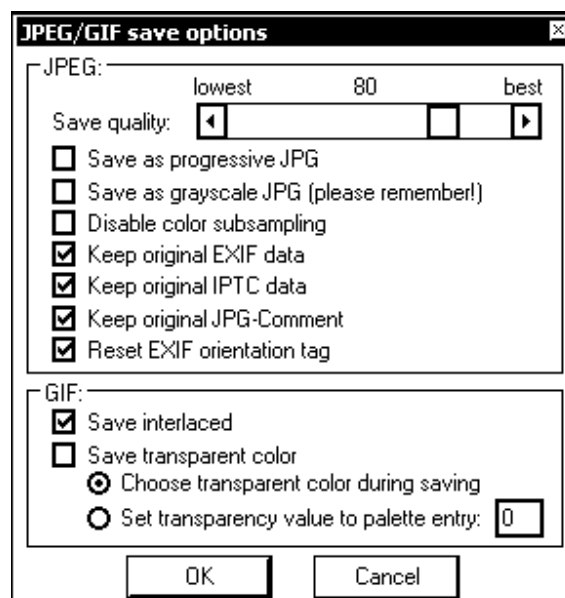 JPEG/GIF save options
JPEG:
lowest 80 best
Save quality:
Save as progressive JPG
Save as grayscale JPG (please remember!)
Disable color subsampling
Keep original EXIF data
Keep original IPTC data
Keep original JPG-Comment
Reset EXIF orientation tag
GIF:
Save interlaced
Save transparent color
Choose transparent color during saving
Set transparency value to palette entry: 0
OK Cancel